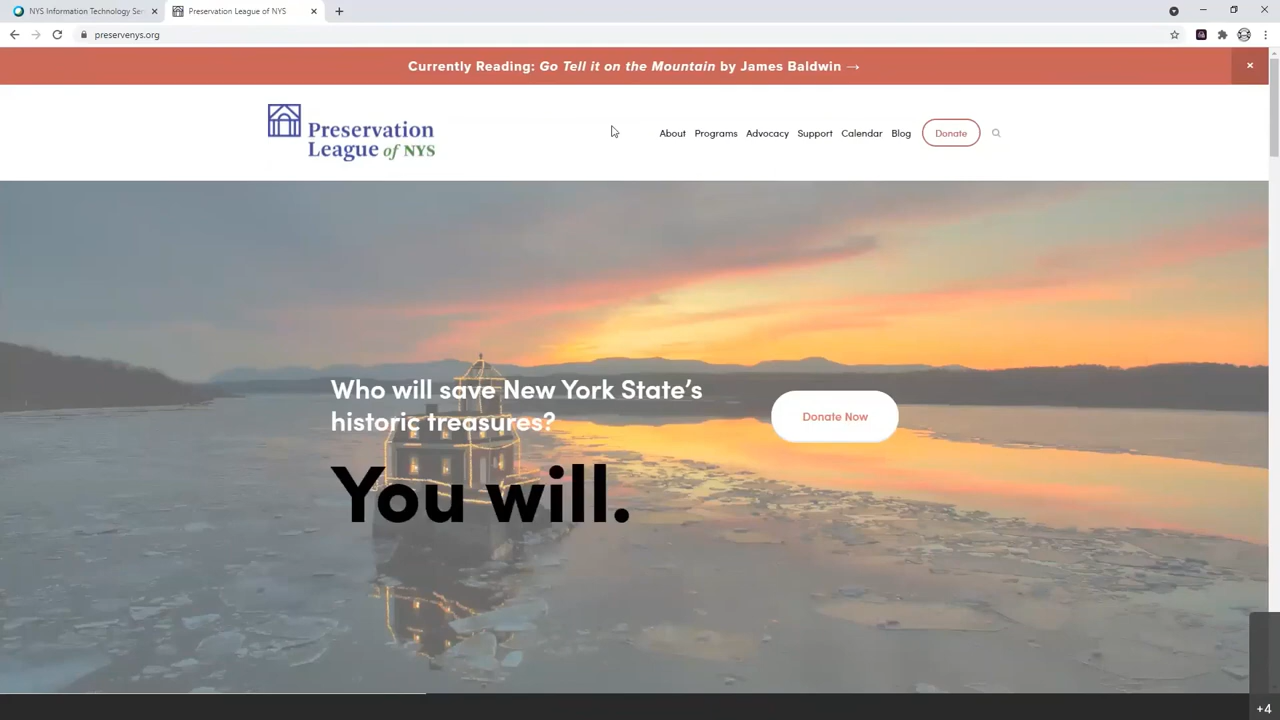 NYS Information Technology Ser
Preservation League of NYS
preservenys.org
Currently Reading: Go Tell it on the Mountain by James Baldwin →
Preservation
League of NYS
About Programs Advocacy Support Calendar Blog Donate
Who will save New York State's
historic treasures?
Donate Now
You will.
+4